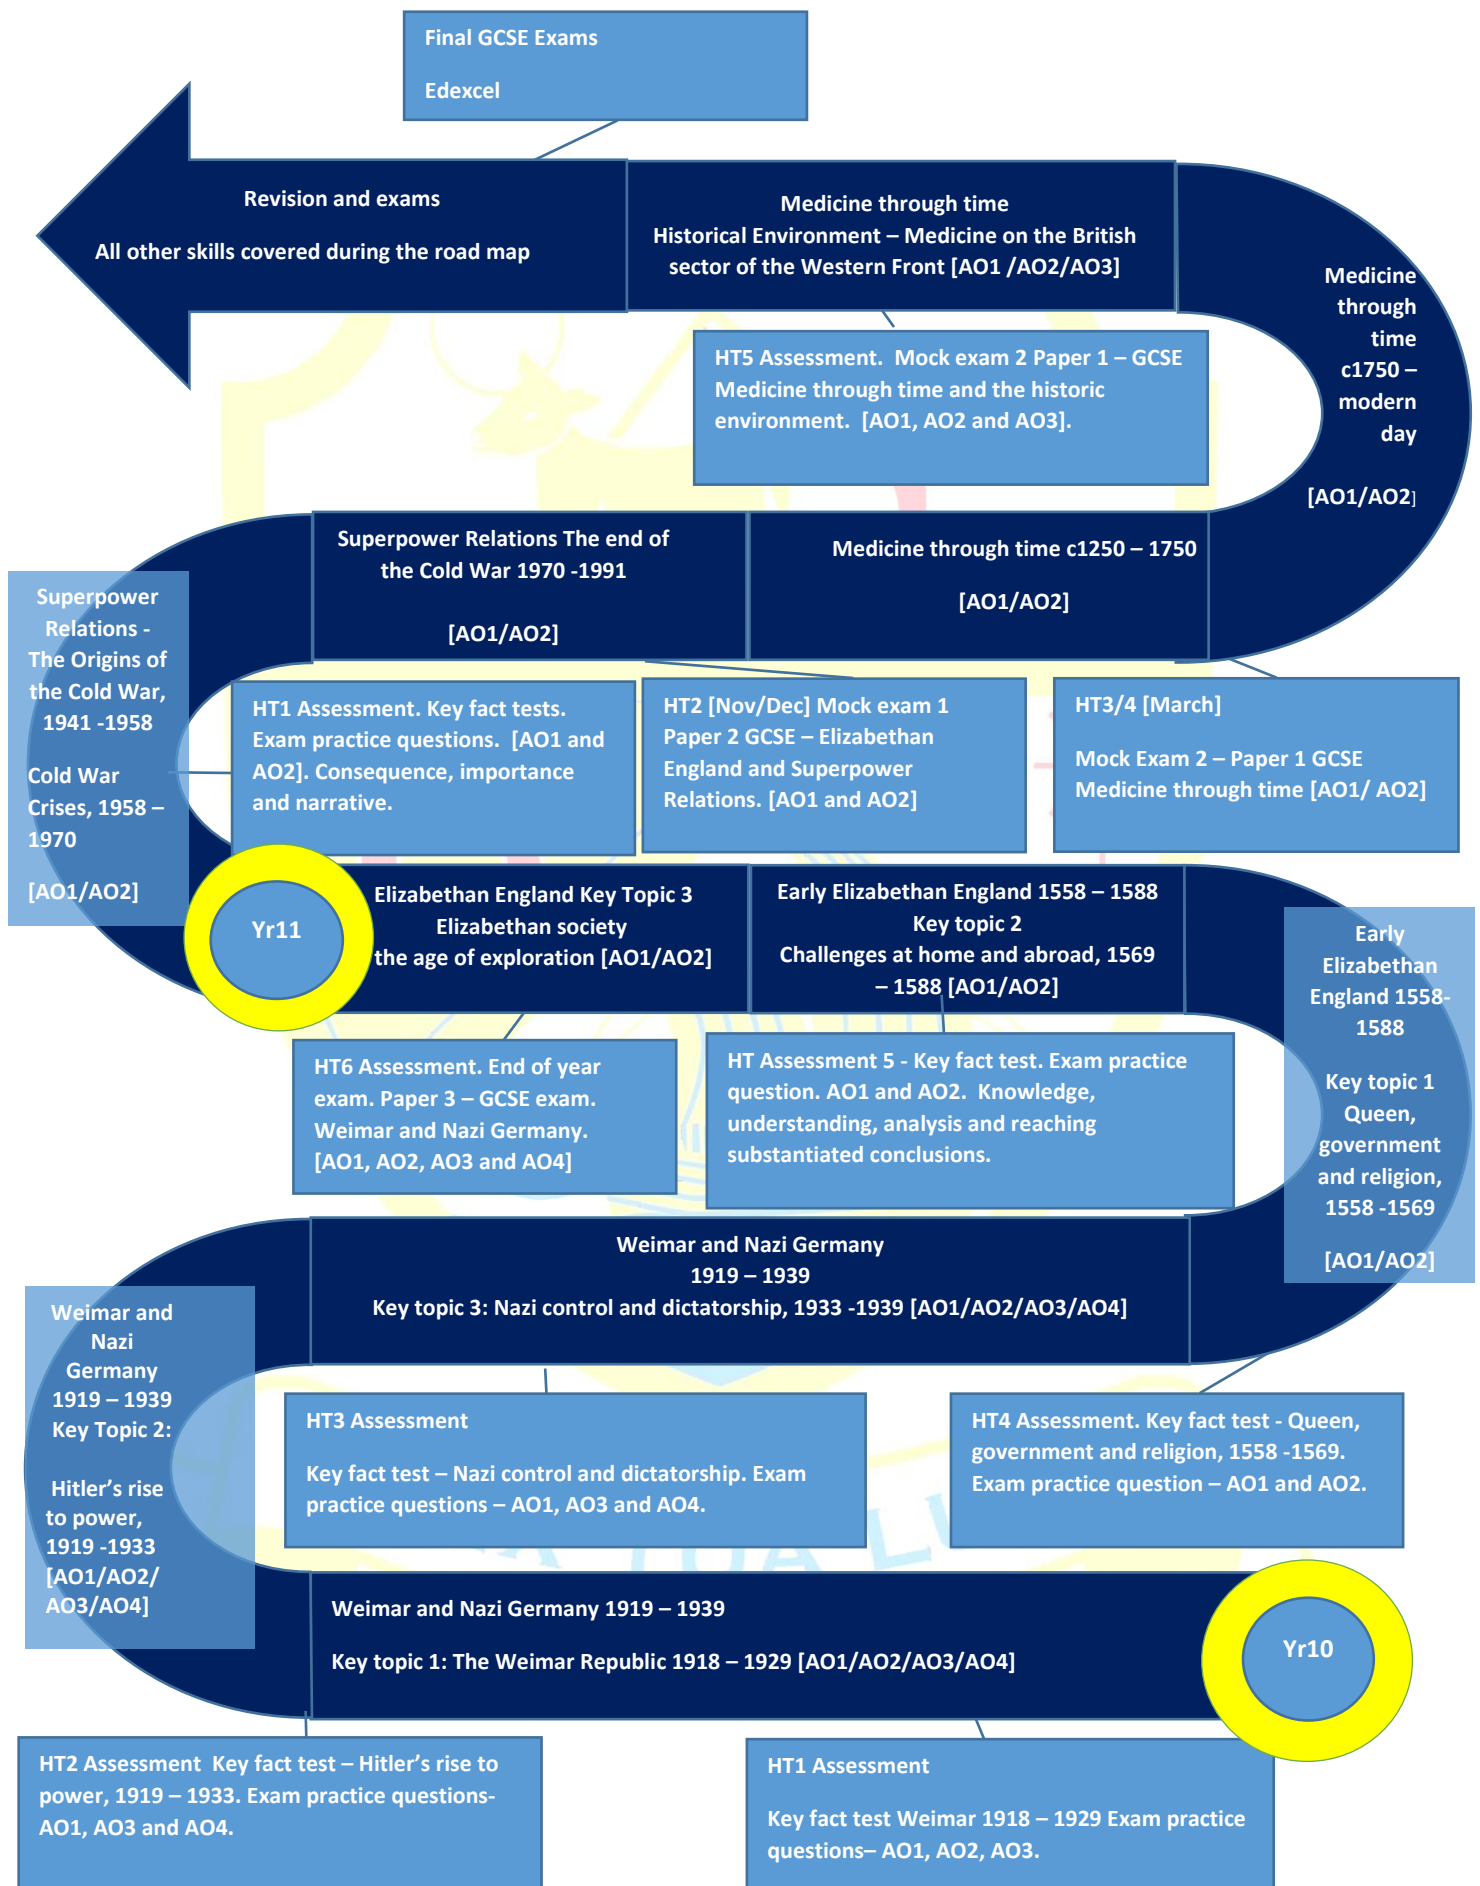 Final GCSE Exams
Edexcel
Revision and exams
All other skills covered during the road map
Medicine through time
Historical Environment – Medicine on the British
sector of the Western Front [AO1 /AO2/AO3]
Medicine
through
time
c1750 –
modern
day
[AO1/AO2]
HT5 Assessment.  Mock exam 2 Paper 1 – GCSE
Medicine through time and the historic
environment.  [AO1, AO2 and AO3].
Superpower Relations The end of
the Cold War 1970 -1991
[AO1/AO2]
Medicine through time c1250 – 1750
[AO1/AO2]
Superpower
Relations -
The Origins of
the Cold War,
1941 -1958
Cold War
Crises, 1958 –
1970
[AO1/AO2]
HT1 Assessment. Key fact tests.
Exam practice questions.  [AO1 and
AO2]. Consequence, importance
and narrative.
HT2 [Nov/Dec] Mock exam 1
Paper 2 GCSE – Elizabethan
England and Superpower
Relations. [AO1 and AO2]
HT3/4 [March]
Mock Exam 2 – Paper 1 GCSE
Medicine through time [AO1/ AO2]
Yr11
Elizabethan England Key Topic 3
Elizabethan society
the age of exploration [AO1/AO2]
Early Elizabethan England 1558 – 1588
Key topic 2
Challenges at home and abroad, 1569
– 1588 [AO1/AO2]
Early
Elizabethan
England 1558-
1588
Key topic 1
Queen,
government
and religion,
1558 -1569
[AO1/AO2]
HT6 Assessment. End of year
exam. Paper 3 – GCSE exam.
Weimar and Nazi Germany.
[AO1, AO2, AO3 and AO4]
HT Assessment 5 - Key fact test. Exam practice
question. AO1 and AO2.  Knowledge,
understanding, analysis and reaching
substantiated conclusions.
Weimar and Nazi Germany
1919 – 1939
Key topic 3: Nazi control and dictatorship, 1933 -1939 [AO1/AO2/AO3/AO4]
Weimar and
Nazi
Germany
1919 – 1939
Key Topic 2:
Hitler’s rise
to power,
1919 -1933
[AO1/AO2/
AO3/AO4]
HT3 Assessment
Key fact test – Nazi control and dictatorship. Exam
practice questions – AO1, AO3 and AO4.
HT4 Assessment. Key fact test - Queen,
government and religion, 1558 -1569.
Exam practice question – AO1 and AO2.
Weimar and Nazi Germany 1919 – 1939
Key topic 1: The Weimar Republic 1918 – 1929 [AO1/AO2/AO3/AO4]
Yr10
HT2 Assessment  Key fact test – Hitler’s rise to
power, 1919 – 1933. Exam practice questions-
AO1, AO3 and AO4.
HT1 Assessment
Key fact test Weimar 1918 – 1929 Exam practice
questions– AO1, AO2, AO3.